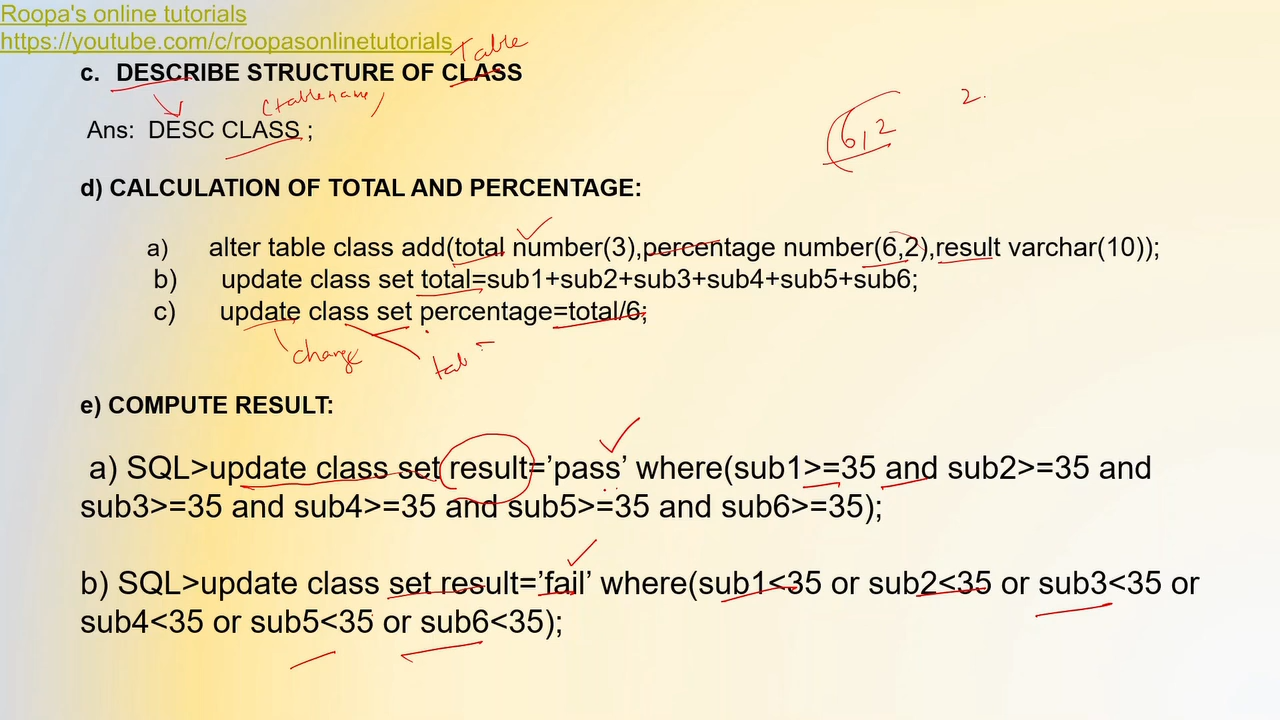 Roopa's online tutorials
https://youtube.com/c/roopasonlinetutorials
Table
c. DESCRIBE STRUCTURE OF CLASS
(tablename)
2.
Ans: DESC CLASS ;
(6,2
d) CALCULATION OF TOTAL AND PERCENTAGE:
a) alter table class add(total number(3),percentage number(6,2),result varchar(10));
b) update class set total=sub1+sub2+sub3+sub4+sub5+sub6;
c) update class set percentage=total/6;
change
e) COMPUTE RESULT:
a) SQL>update class set result=’pass’ where(sub1>=35 and sub2>=35 and
sub3>=35 and sub4>=35 and sub5>=35 and sub6>=35);
b) SQL>update class set result=’fail’ where(sub1<35 or sub2<35 or sub3<35 or
sub4<35 or sub5<35 or sub6<35);